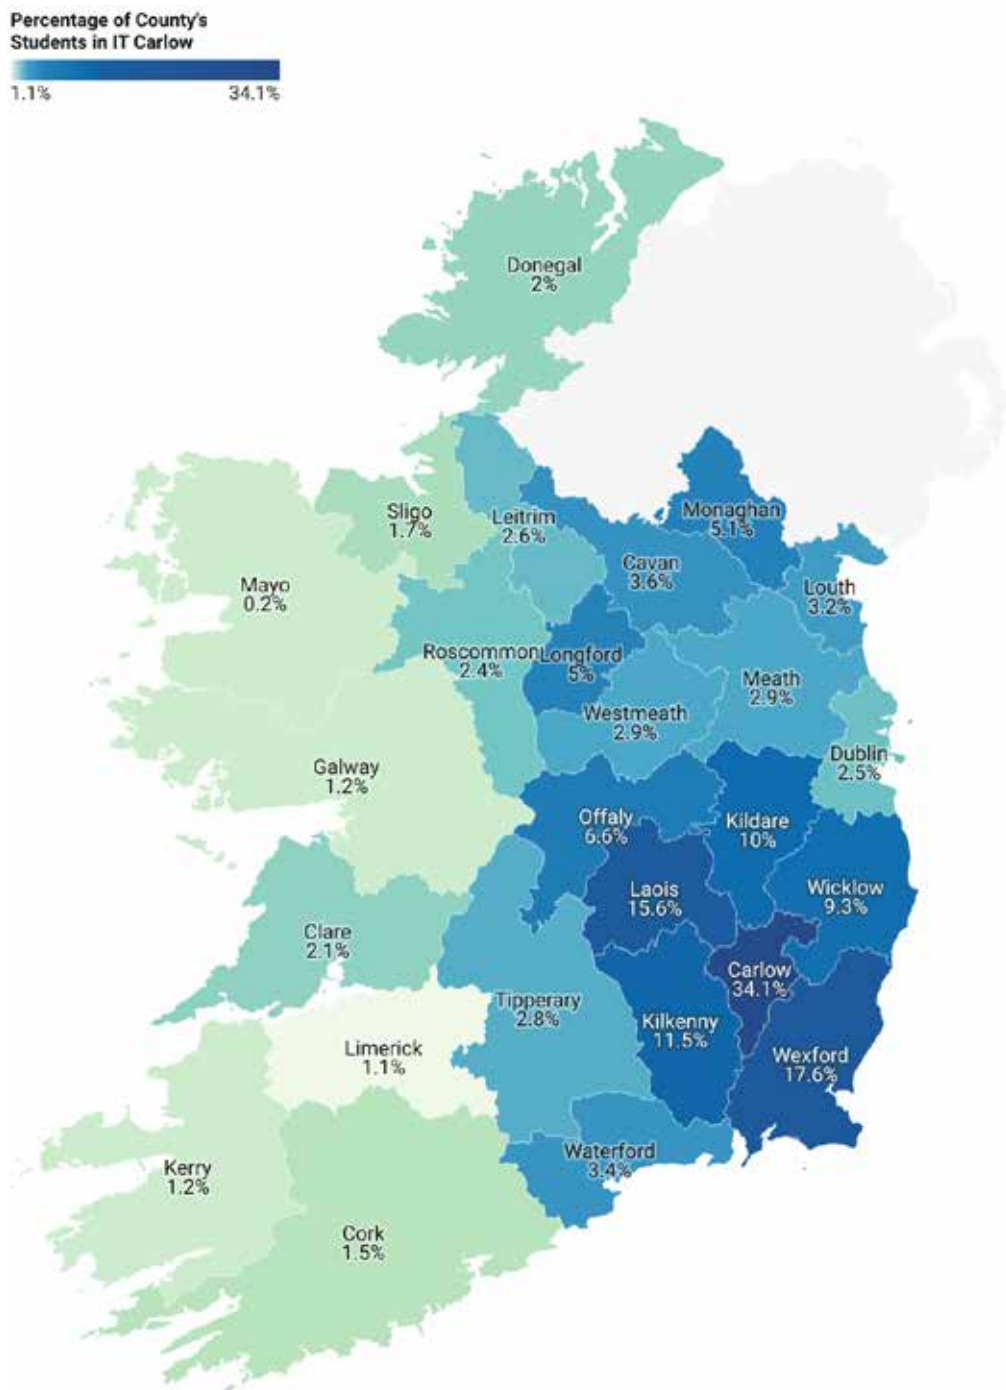 Percentage of County's
Students in IT Carlow
1.1% 34.1%
Donegal
2%
Sligo
1.7%
Leitrim
2.6%
Monaghan
5.1%
Cavan
3.6%
Louth
3.2%
Mayo
0.2%
Roscommon
2.4%
Longford
5%
Meath
2.9%
Westmeath
2.9%
Dublin
2.5%
Galway
1.2%
Offaly
6.6%
Kildare
10%
Laois
15.6%
Wicklow
9.3%
Clare
2.1%
Carlow
34.1%
Tipperary
2.8%
Kilkenny
11.5%
Limerick
1.1%
Wexford
17.6%
Waterford
3.4%
Kerry
1.2%
Cork
1.5%